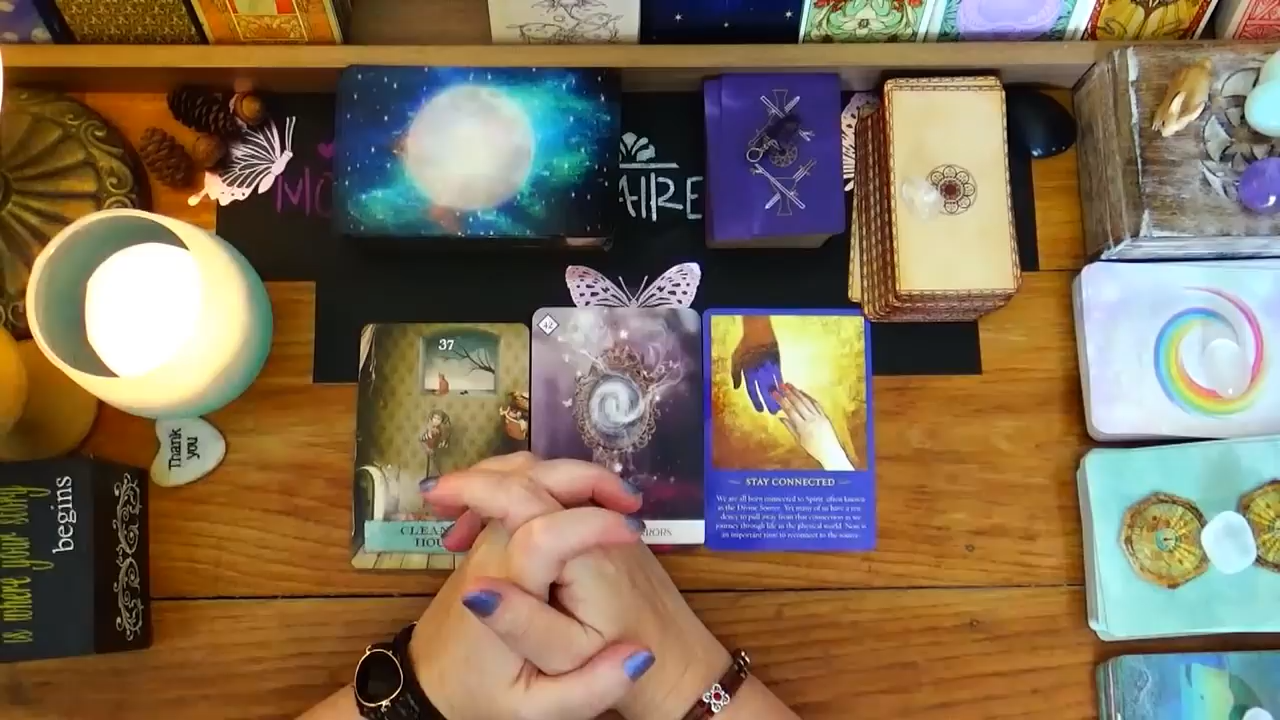 MO
AIRE
37
42
Thank
you
is where your story
begins
CLEAN
HOU
RORS
STAY CONNECTED
We are all born connected to Spirit, often known
as the Divine Source. Yet many of us have a ten-
dency to pull away from that connection as we
journey through life in the physical world. Now is
an important time to reconnect to the source